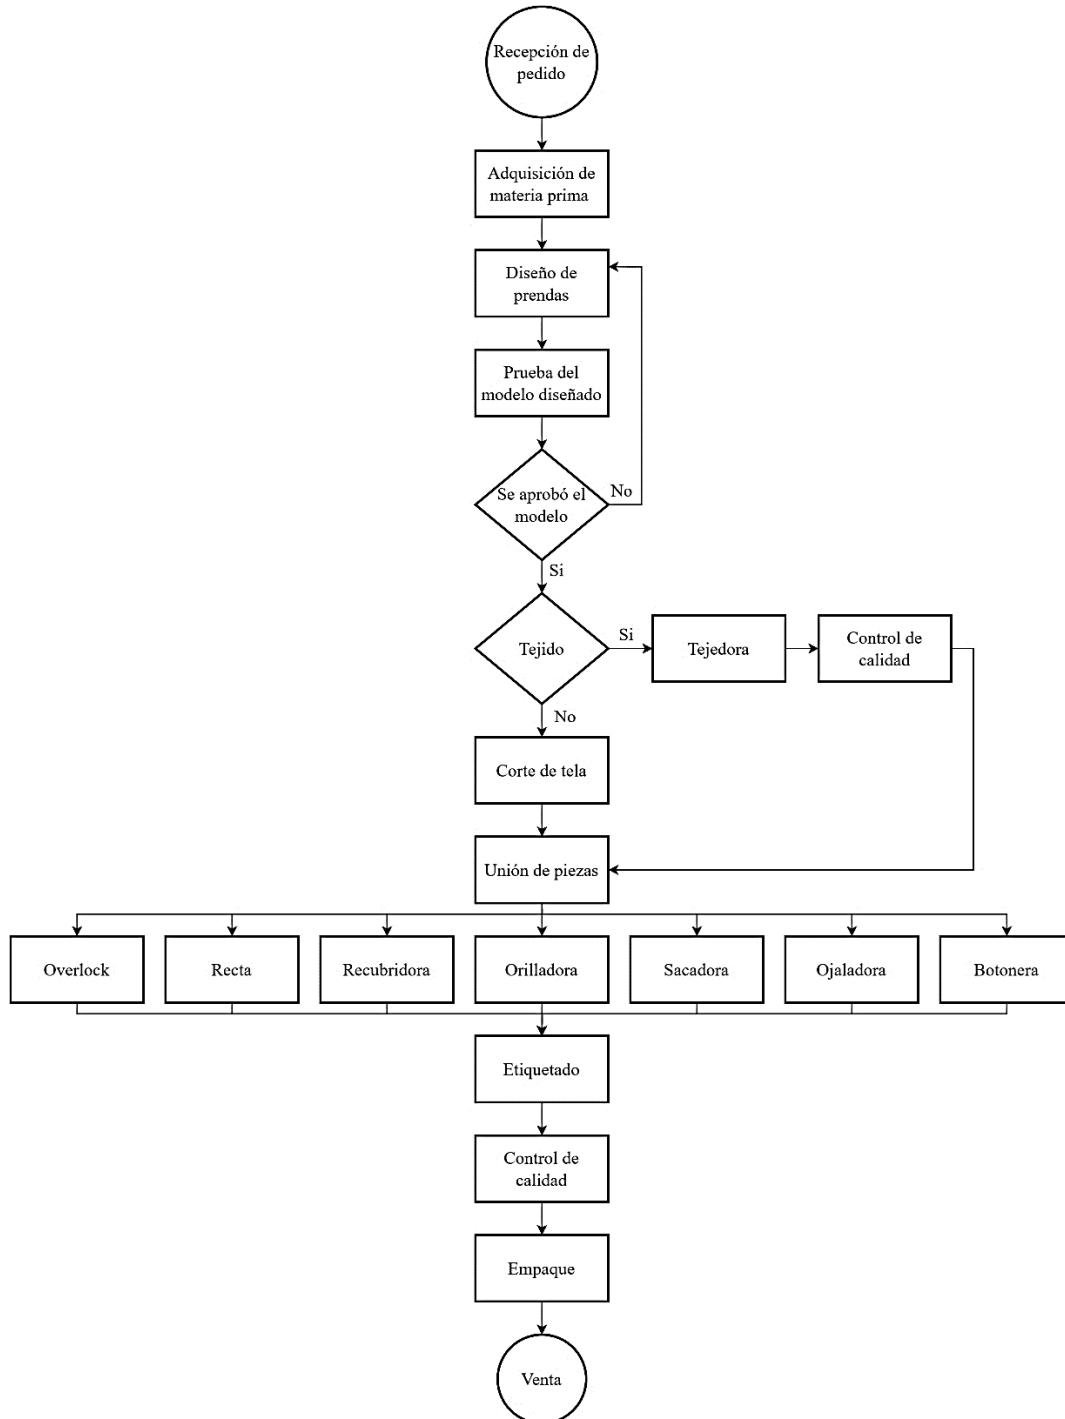 Recepción de
pedido
Adquisición de
materia prima
Diseño de
prendas
Prueba del
modelo diseñado
Se aprobó el
modelo
No
Si
Tejido
Si
Tejedora
Control de
calidad
No
Corte de tela
Unión de piezas
Overlock
Recta
Recubridora
Orilladora
Sacadora
Ojaladora
Botonera
Etiquetado
Control de
calidad
Empaque
Venta